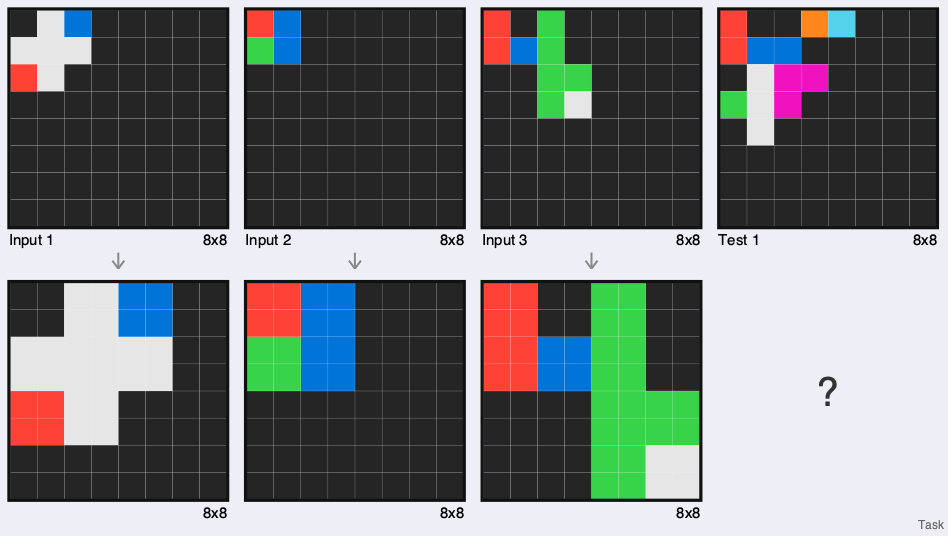 Input 1 8x8
Input 2 8x8
Input 3 8x8
Test 1 8x8
8x8
8x8
8x8
?
Task